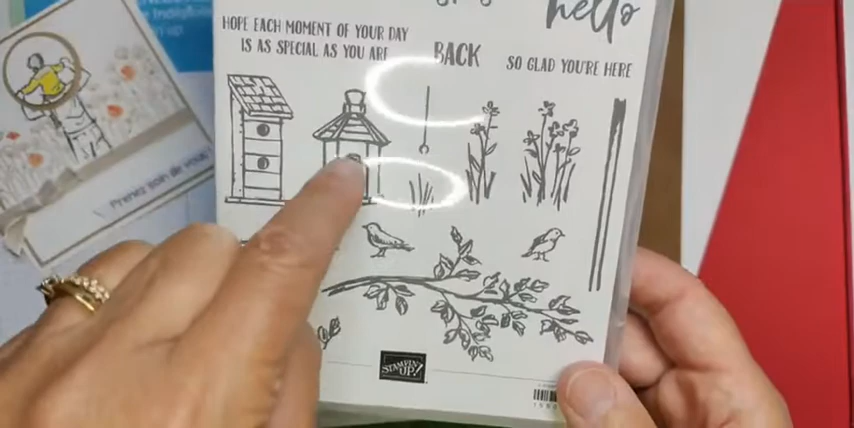 hello
HOPE EACH MOMENT OF YOUR DAY
IS AS SPECIAL AS YOU ARE
BACK
SO GLAD YOU'RE HERE
Prenez soin de vous!
STAMPIN' UP!